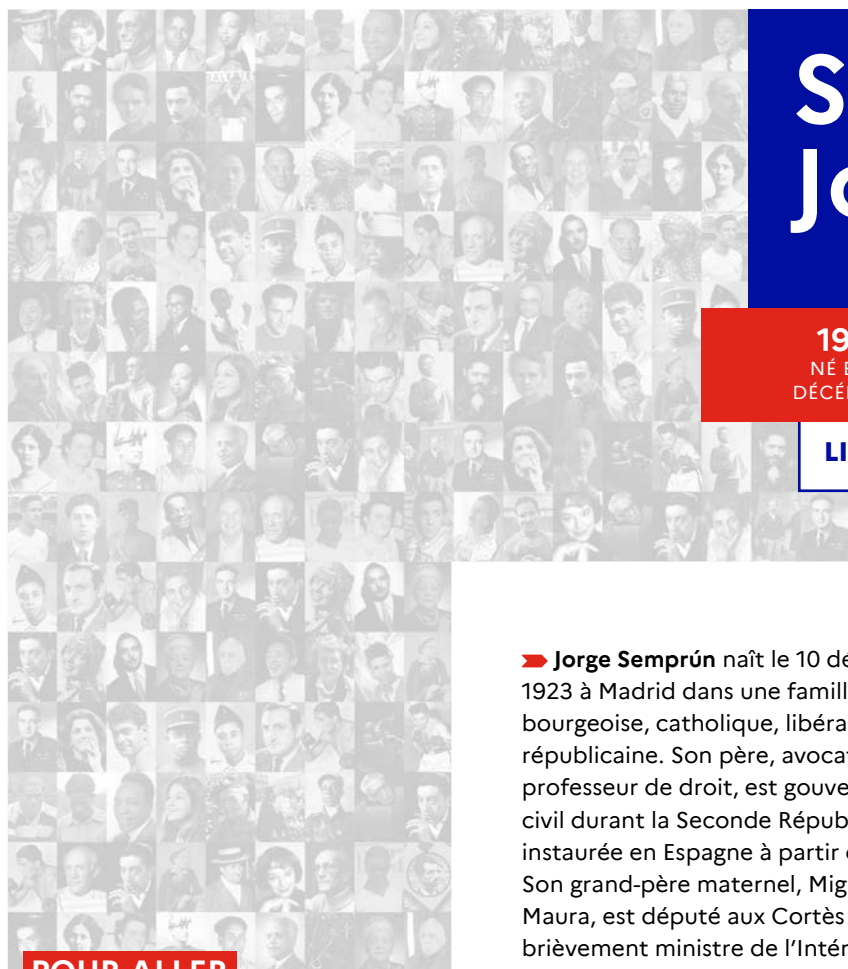 S
Jo
19
NÉ E
DÉCÉ
LI
Jorge Semprún naît le 10 dé
1923 à Madrid dans une famill
bourgeoise, catholique, libéra
républicaine. Son père, avoca
professeur de droit, est gouve
civil durant la Seconde Répub
instaurée en Espagne à partir
Son grand-père maternel, Mig
Maura, est député aux Cortès
brièvement ministre de l'Intér
POUR ALLER